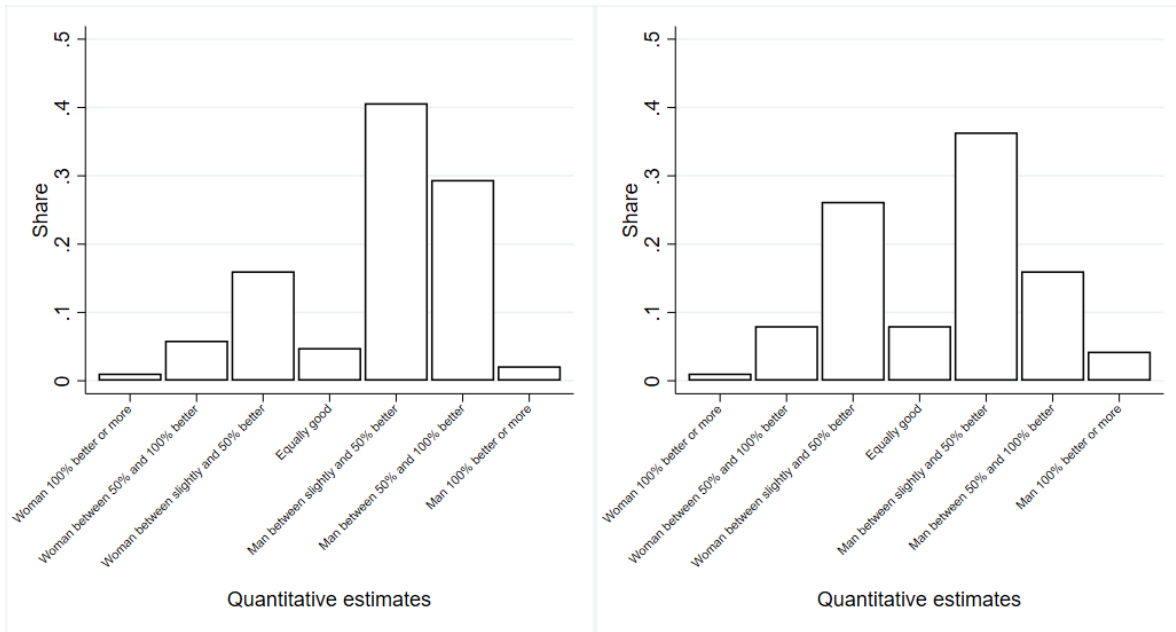 Share
.5
.4
.3
.2
.1
0
Woman 100% better or more
Woman between 50% and 100% better
Woman between slightly and 50% better
Equally good
Man between slightly and 50% better
Man between 50% and 100% better
Man 100% better or more
Quantitative estimates
Share
.5
.4
.3
.2
.1
0
Woman 100% better or more
Woman between 50% and 100% better
Woman between slightly and 50% better
Equally good
Man between slightly and 50% better
Man between 50% and 100% better
Man 100% better or more
Quantitative estimates